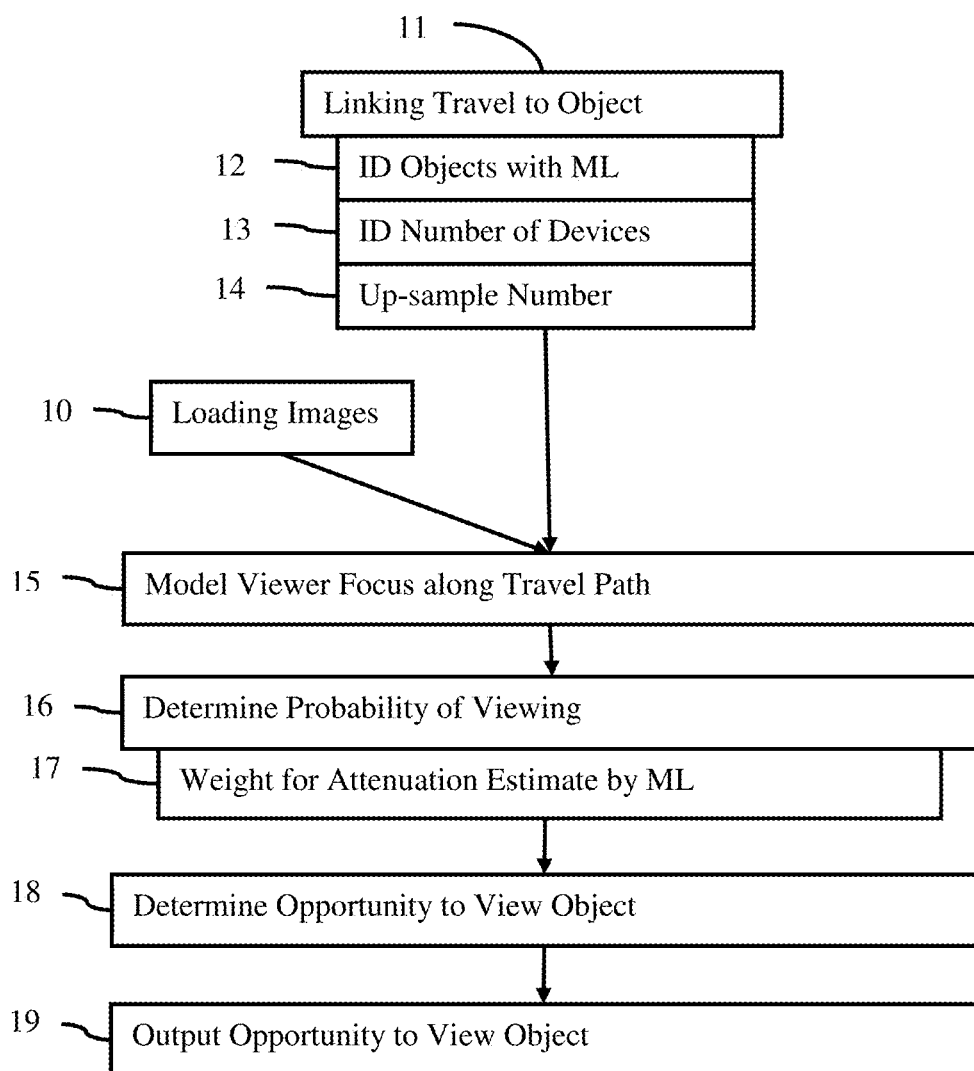 11
Linking Travel to Object
12 ID Objects with ML
13 ID Number of Devices
14 Up-sample Number
10 Loading Images
15 Model Viewer Focus along Travel Path
16 Determine Probability of Viewing
17 Weight for Attenuation Estimate by ML
18 Determine Opportunity to View Object
19 Output Opportunity to View Object